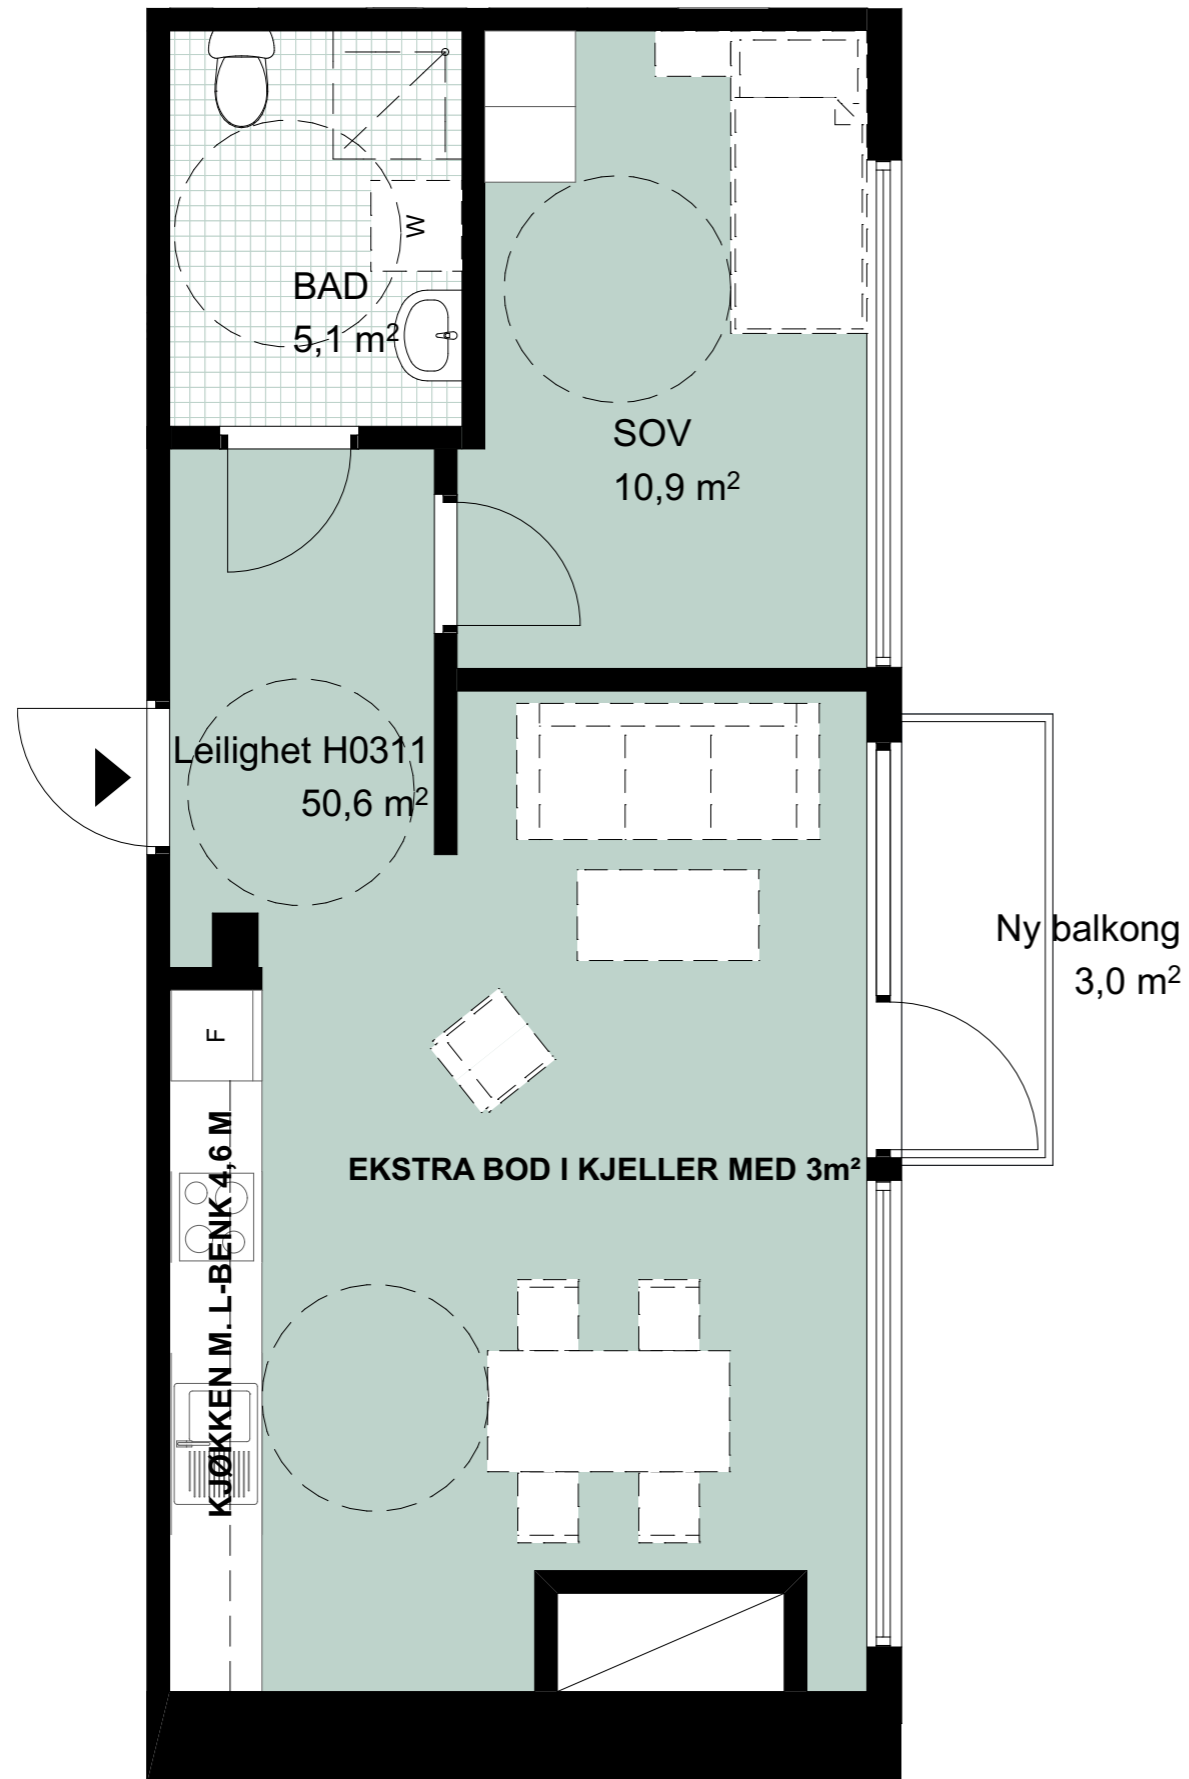 W
BAD
5,1 m²
SOV
10,9 m²
Leilighet H0311
50,6 m²
Ny balkong
3,0 m²
F
KJØKKEN M. L-BENK 4,6 M
EKSTRA BOD I KJELLER MED 3m²